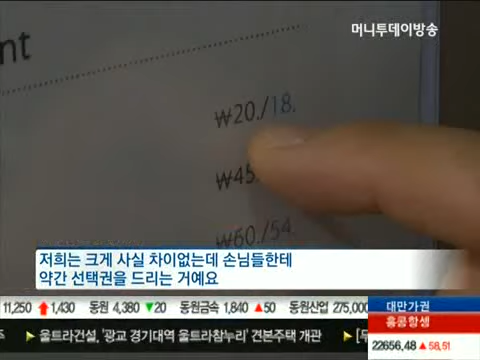 머니투데이방송
nt
₩20./18.
₩45.
₩60./54.
저희는 크게 사실 차이없는데 손님들한테
약간 선택권을 드리는 거예요
11,250 ▲1,430 동원 4,380 ▼20 동원금속 1,840 ▲50 동원산업 275,000
대만가권
홍콩항셍
▶울트라건설, '광교 경기대역 울트라참누리' 견본주택 개관 ▶
22656,48 ▲58,51